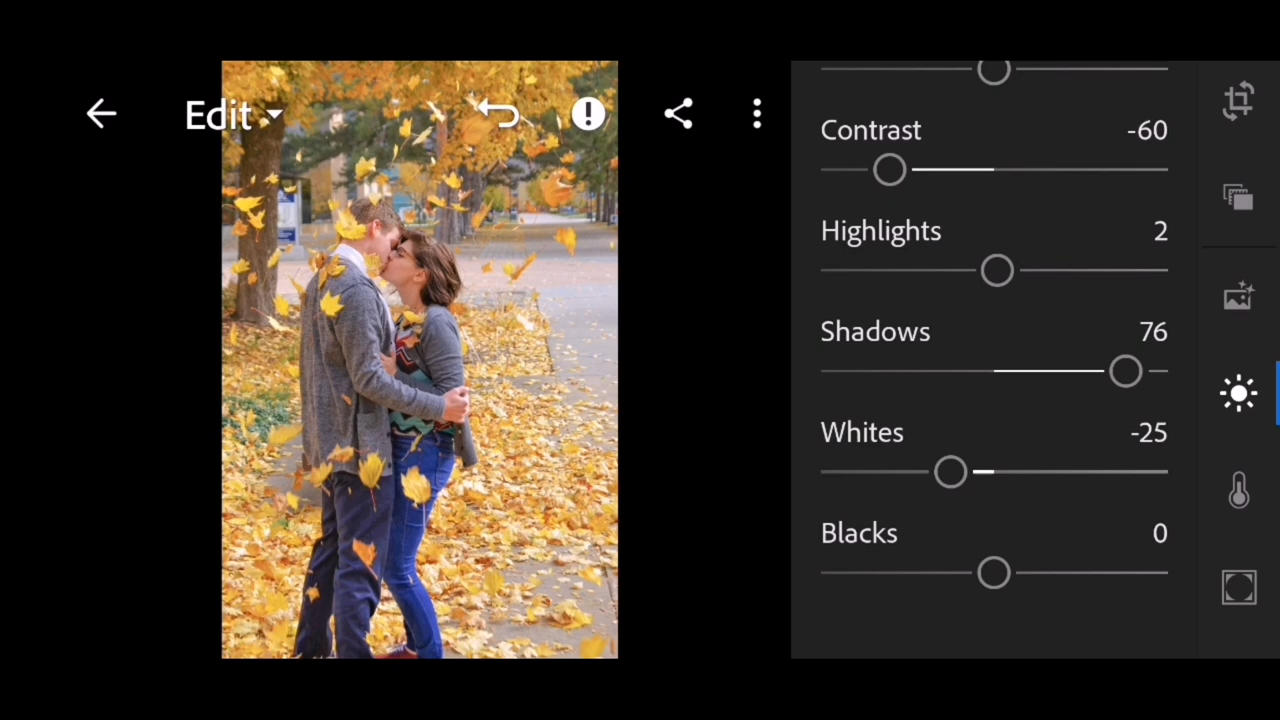 Edit
Contrast -60
Highlights 2
Shadows 76
Whites -25
Blacks 0